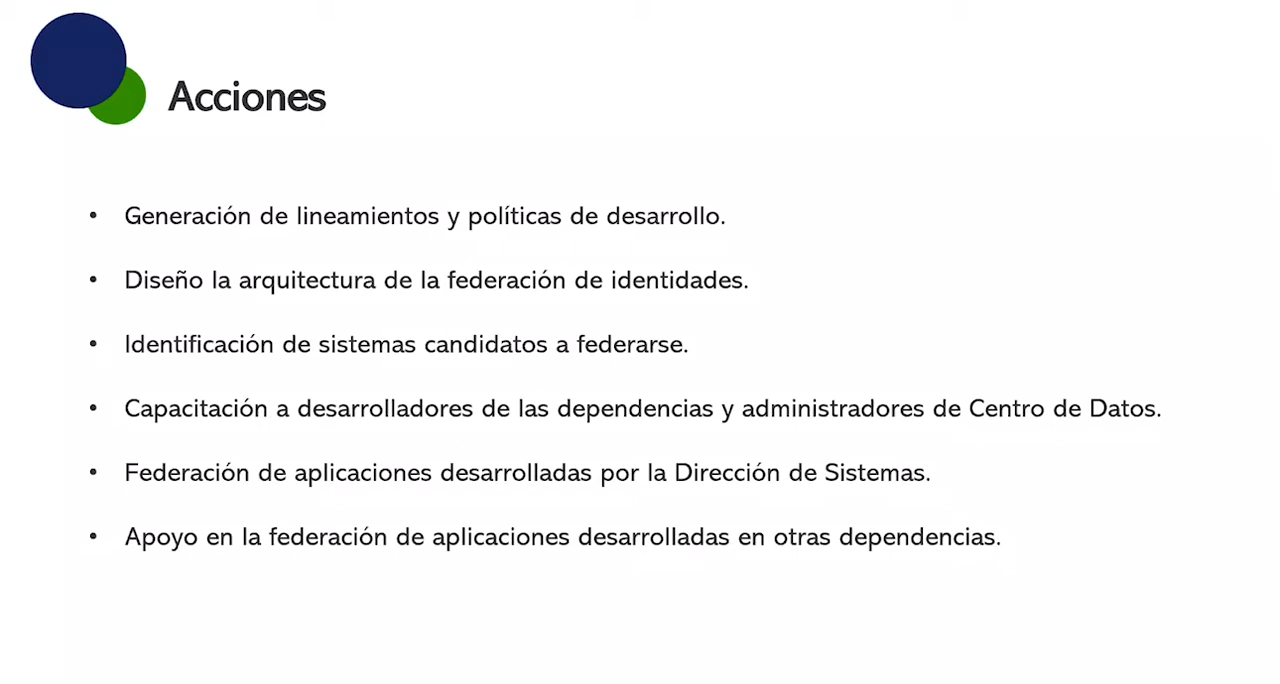 Acciones
• Generación de lineamientos y políticas de desarrollo.
• Diseño la arquitectura de la federación de identidades.
• Identificación de sistemas candidatos a federarse.
• Capacitación a desarrolladores de las dependencias y administradores de Centro de Datos.
• Federación de aplicaciones desarrolladas por la Dirección de Sistemas.
• Apoyo en la federación de aplicaciones desarrolladas en otras dependencias.